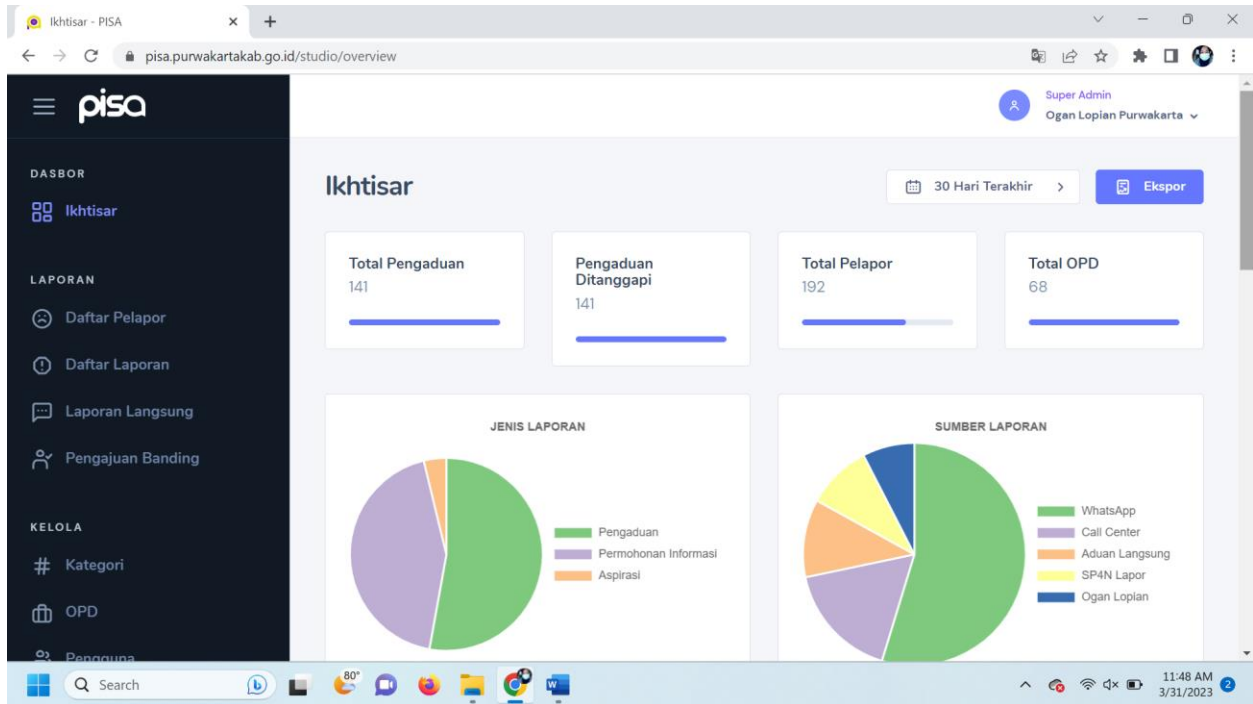 Ikhtisar - PISA
pisa.purwakartakab.go.id/studio/overview
pisa
Super Admin
Ogan Lopian Purwakarta
DASBOR
Ikhtisar
LAPORAN
Daftar Pelapor
Daftar Laporan
Laporan Langsung
Pengajuan Banding
KELOLA
Kategori
OPD
Pengguna
Ikhtisar
30 Hari Terakhir
Ekspor
Total Pengaduan
141
Pengaduan
Ditanggapi
141
Total Pelapor
192
Total OPD
68
JENIS LAPORAN
Pengaduan
Permohonan Informasi
Aspirasi
SUMBER LAPORAN
WhatsApp
Call Center
Aduan Langsung
SP4N Lapor
Ogan Lopian
Search
80°
11:48 AM
3/31/2023
2